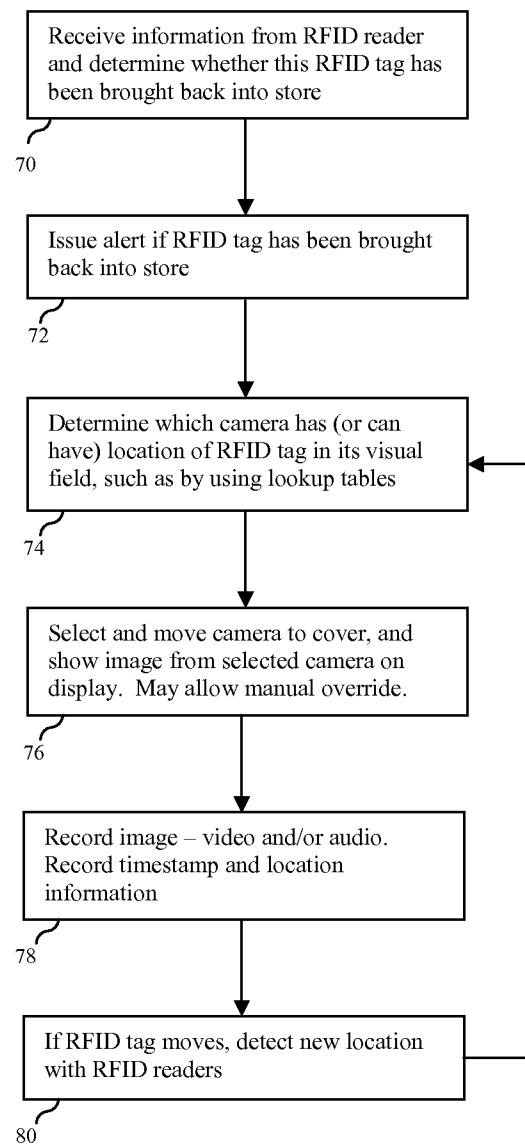 Receive information from RFID reader
and determine whether this RFID tag has
been brought back into store
70
Issue alert if RFID tag has been brought
back into store
72
Determine which camera has (or can
have) location of RFID tag in its visual
field, such as by using lookup tables
74
Select and move camera to cover, and
show image from selected camera on
display.  May allow manual override.
76
Record image – video and/or audio.
Record timestamp and location
information
78
If RFID tag moves, detect new location
with RFID readers
80